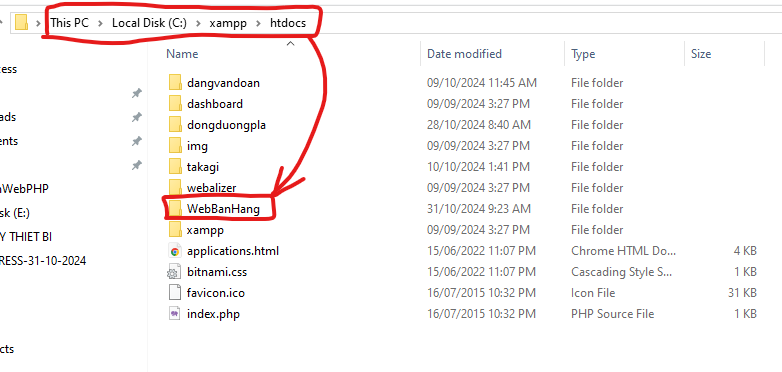 This PC > Local Disk (C:) > xampp > htdocs
Name Date modified Type Size
cess
dangvandoan 09/10/2024 11:45 AM File folder
dashboard 09/09/2024 3:27 PM File folder
ads
dongduongpla 28/10/2024 8:40 AM File folder
ents
img 09/09/2024 3:27 PM File folder
takagi 10/10/2024 1:41 PM File folder
nWebPHP
webalizer 09/09/2024 3:27 PM File folder
sk (E:)
WebBanHang 31/10/2024 9:23 AM File folder
Y THIET BI
xampp 09/09/2024 3:27 PM File folder
applications.html 15/06/2022 11:07 PM Chrome HTML Do... 4 KB
RESS-31-10-2024
bitnami.css 15/06/2022 11:07 PM Cascading Style S... 1 KB
favicon.ico 16/07/2015 10:32 PM Icon File 31 KB
index.php 16/07/2015 10:32 PM PHP Source File 1 KB
cts